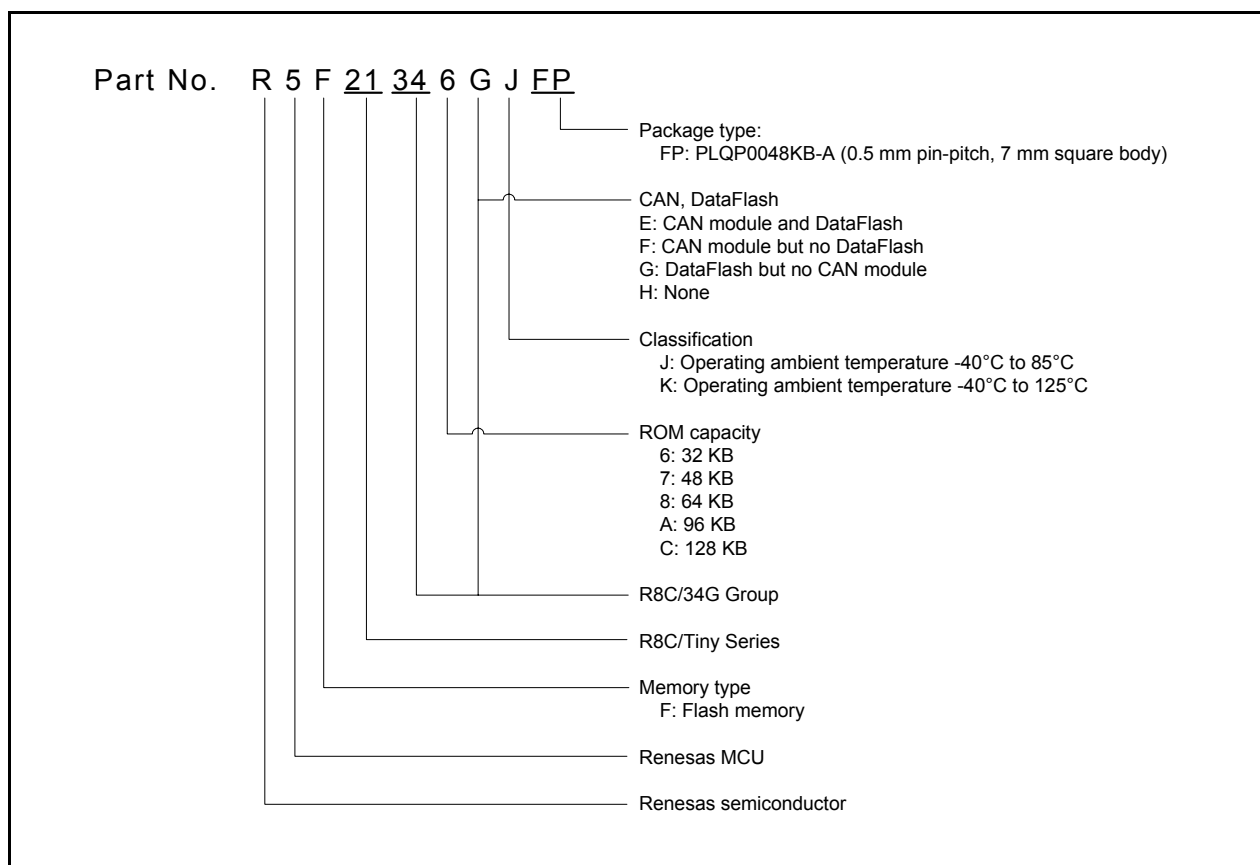 Part No. R 5 F 21 34 6 G J FP
Package type:
FP: PLQP0048KB-A (0.5 mm pin-pitch, 7 mm square body)
CAN, DataFlash
E: CAN module and DataFlash
F: CAN module but no DataFlash
G: DataFlash but no CAN module
H: None
Classification
J: Operating ambient temperature -40°C to 85°C
K: Operating ambient temperature -40°C to 125°C
ROM capacity
6: 32 KB
7: 48 KB
8: 64 KB
A: 96 KB
C: 128 KB
R8C/34G Group
R8C/Tiny Series
Memory type
F: Flash memory
Renesas MCU
Renesas semiconductor